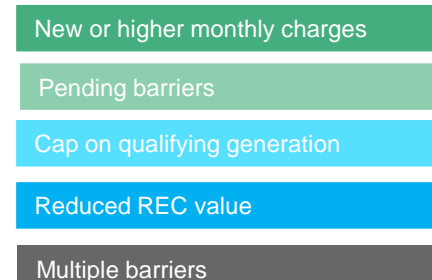 New or higher monthly charges
Pending barriers
Cap on qualifying generation
Reduced REC value
Multiple barriers